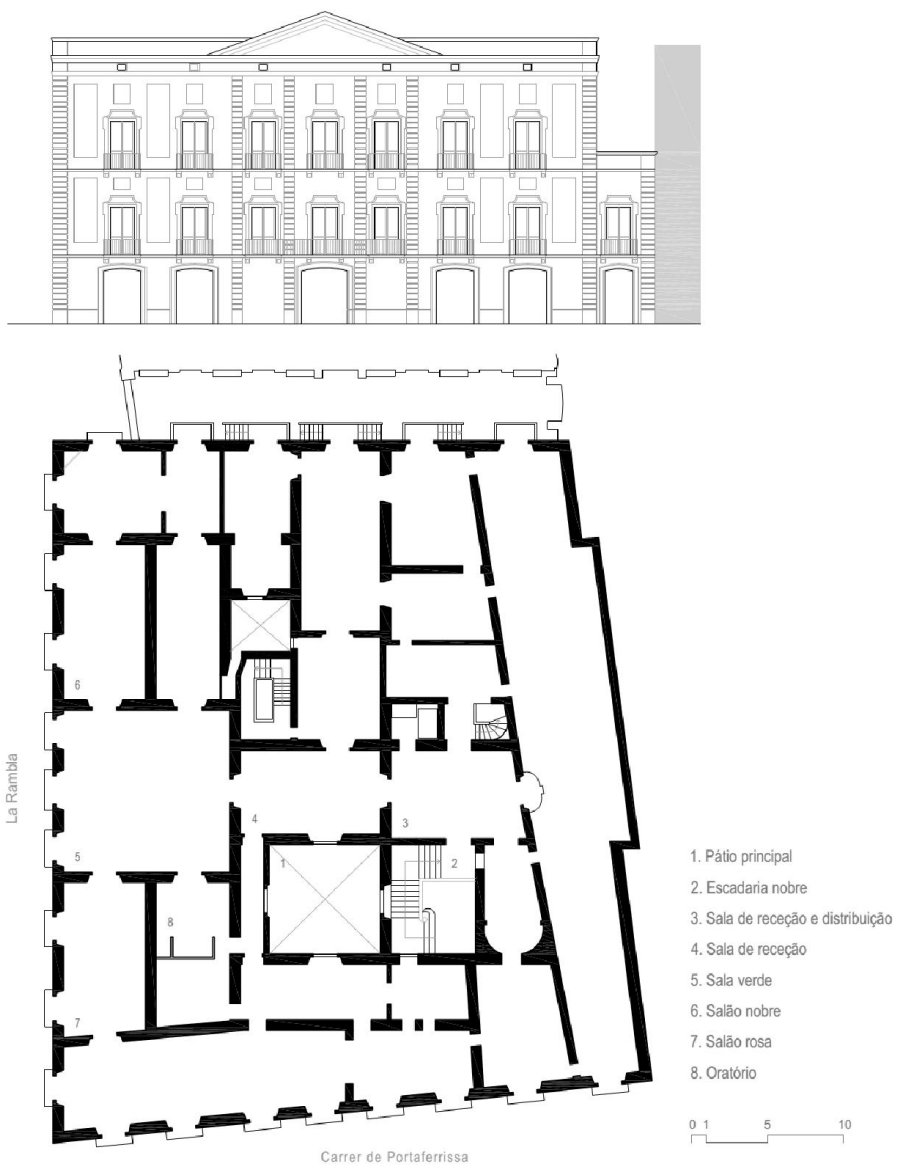 6
La Rambla
4
3
5
1
2
8
7
1. Pátio principal
2. Escadaria nobre
3. Sala de receção e distribuição
4. Sala de receção
5. Sala verde
6. Salão nobre
7. Salão rosa
8. Oratório
0 1 5 10
Carrer de Portaferrissa